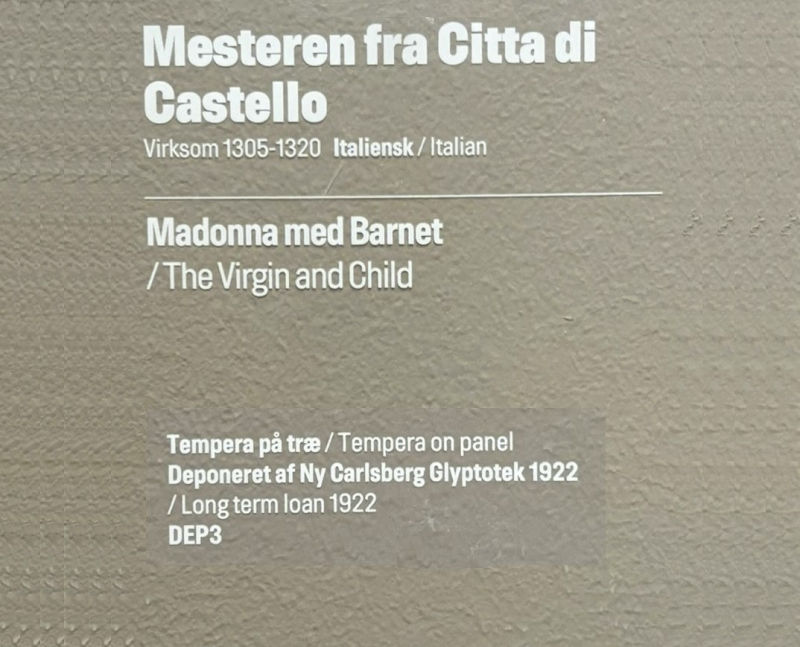 Mesteren fra Citta di
Castello
Virksom 1305-1320 Italiensk / Italian
Madonna med Barnet
/ The Virgin and Child
Tempera på træ / Tempera on panel
Deponeret af Ny Carlsberg Glyptotek 1922
/ Long term loan 1922
DEP3